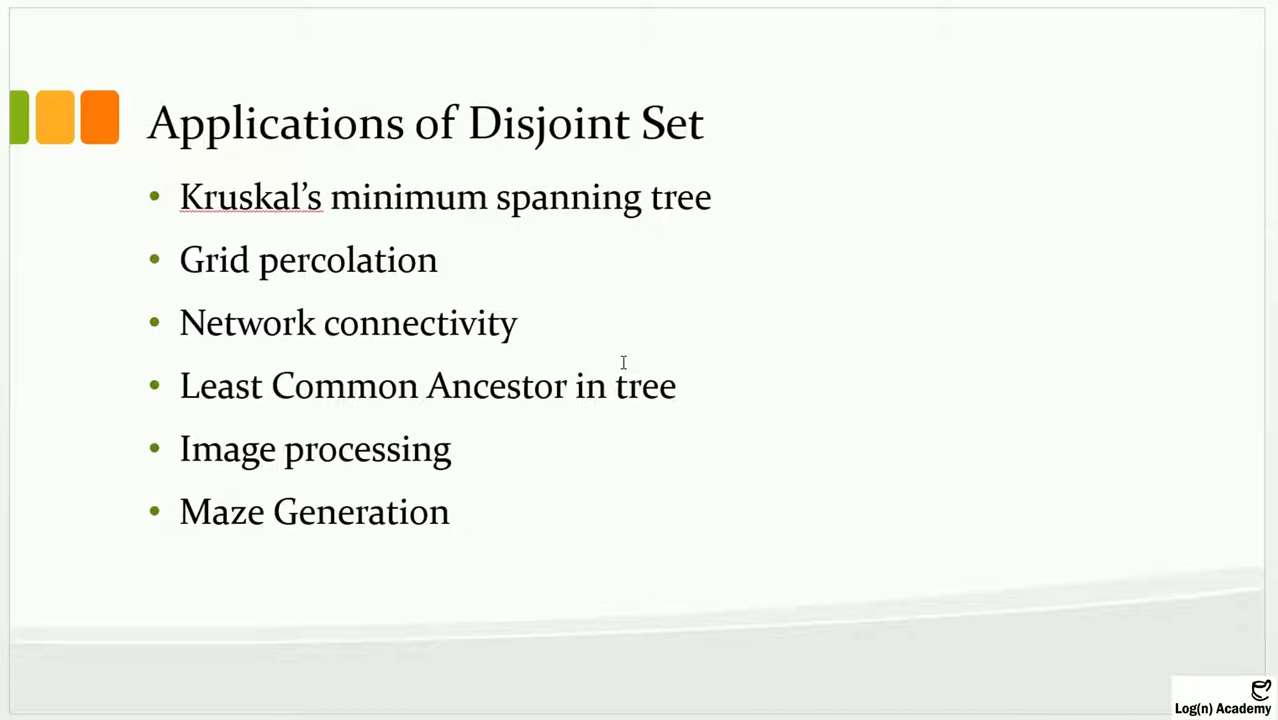 Applications of Disjoint Set
• Kruskal’s minimum spanning tree
• Grid percolation
• Network connectivity
• Least Common Ancestor in tree
• Image processing
• Maze Generation
Log(n) Academy